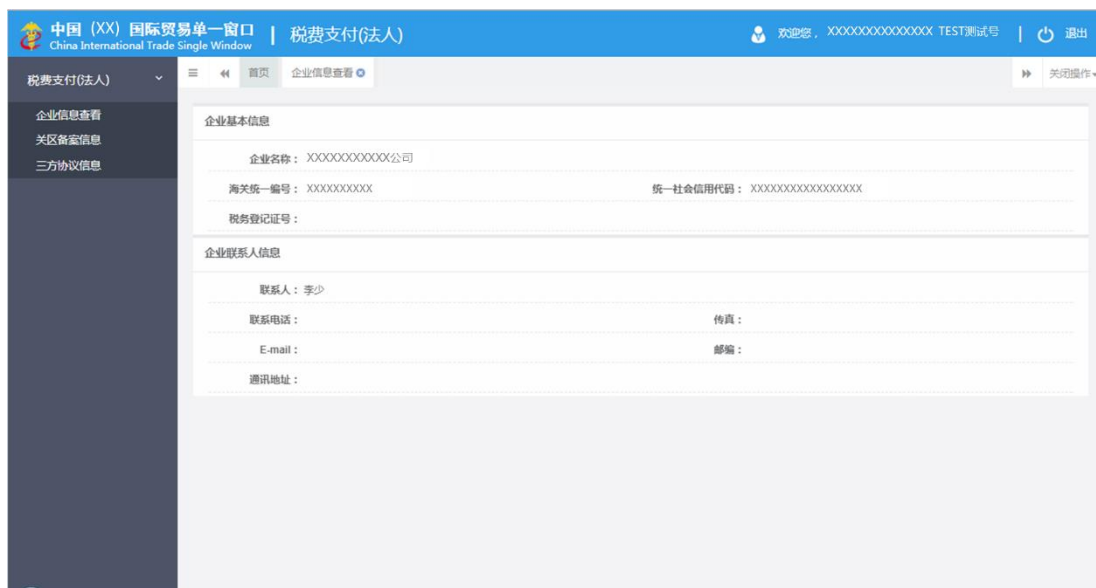 中国（XX）国际贸易单一窗口 | 税费支付(法人) 欢迎您， XXXXXXXXXXXXXX TEST测试号 | 退出
China International Trade Single Window
税费支付(法人) 首页 企业信息查看 关闭操作
企业信息查看
关区备案信息
三方协议信息
企业基本信息
企业名称： XXXXXXXXXXX公司
海关统一编号： XXXXXXXXXX 统一社会信用代码： XXXXXXXXXXXXXXXXX
税务登记证号：
企业联系人信息
联系人： 李少
联系电话： 传真：
E-mail： 邮编：
通讯地址：